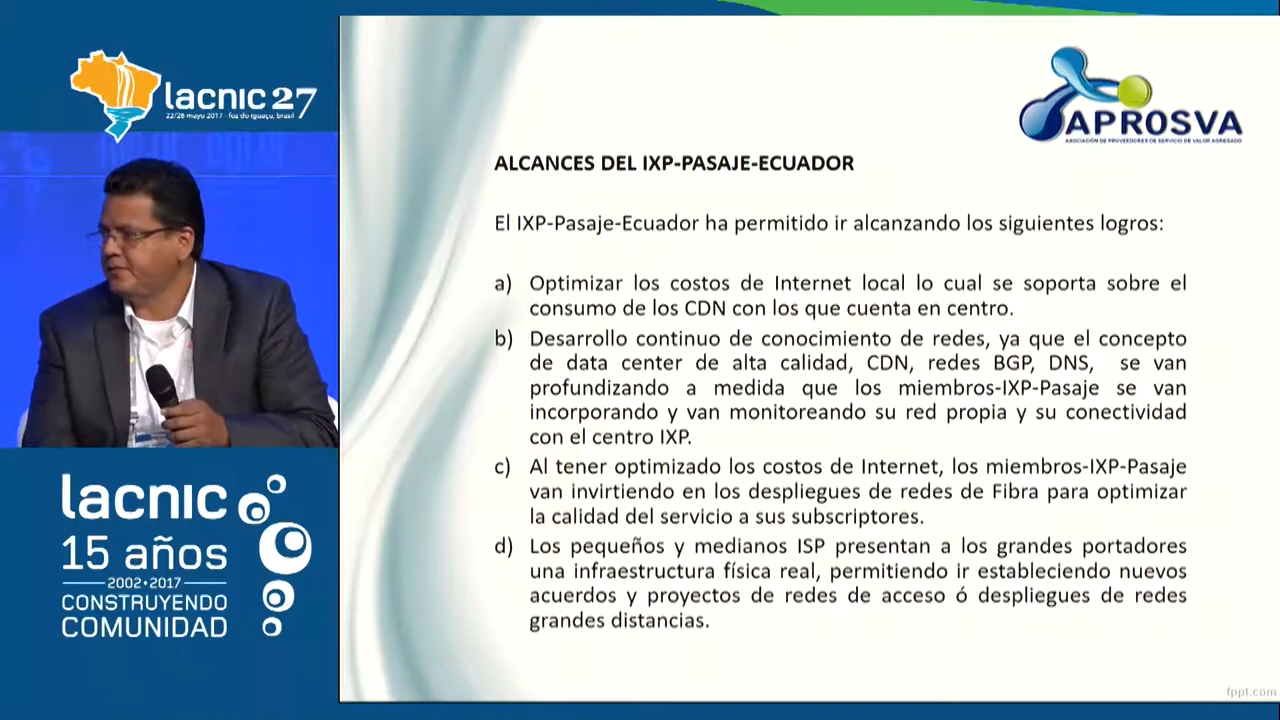 lacnic 27
22/26 mayo 2017 - foz do iguaçu, brasil
lacnic
15 años
2002•2017
CONSTRUYENDO
COMUNIDAD
APROSVA
ASOCIACIÓN DE PROVEEDORES DE SERVICIO DE VALOR AGREGADO
ALCANCES DEL IXP-PASAJE-ECUADOR
El IXP-Pasaje-Ecuador ha permitido ir alcanzando los siguientes logros:
a) Optimizar los costos de Internet local lo cual se soporta sobre el
consumo de los CDN con los que cuenta en centro.
b) Desarrollo continuo de conocimiento de redes, ya que el concepto
de data center de alta calidad, CDN, redes BGP, DNS, se van
profundizando a medida que los miembros-IXP-Pasaje se van
incorporando y van monitoreando su red propia y su conectividad
con el centro IXP.
c) Al tener optimizado los costos de Internet, los miembros-IXP-Pasaje
van invirtiendo en los despliegues de redes de Fibra para optimizar
la calidad del servicio a sus subscriptores.
d) Los pequeños y medianos ISP presentan a los grandes portadores
una infraestructura física real, permitiendo ir estableciendo nuevos
acuerdos y proyectos de redes de acceso ó despliegues de redes
grandes distancias.
fppt.com